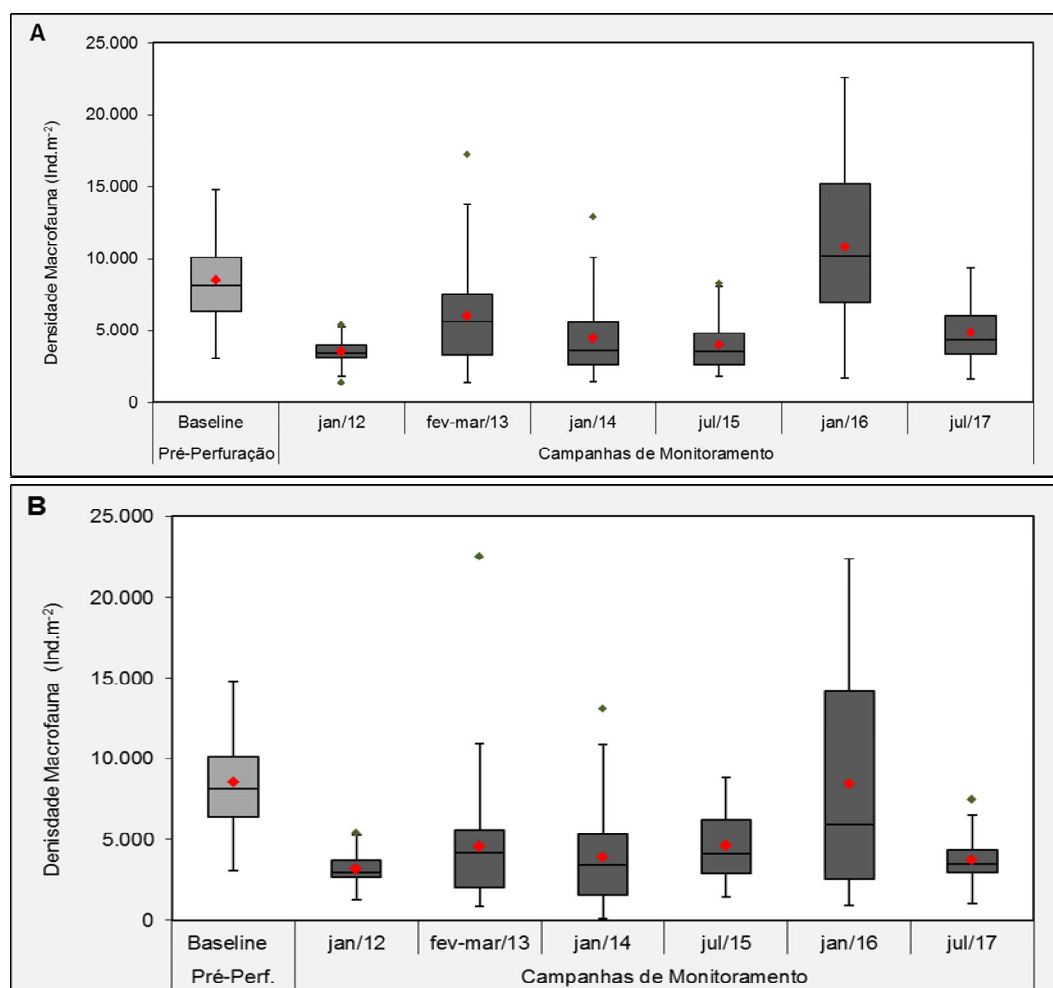 A
Densidade Macrofauna (Ind.m⁻²)
25.000
20.000
15.000
10.000
5.000
0
Baseline jan/12 fev-mar/13 jan/14 jul/15 jan/16 jul/17
Pré-Perfuração Campanhas de Monitoramento
B
Denisdade Macrofauna (Ind.m⁻²)
25.000
20.000
15.000
10.000
5.000
0
Baseline jan/12 fev-mar/13 jan/14 jul/15 jan/16 jul/17
Pré-Perf. Campanhas de Monitoramento